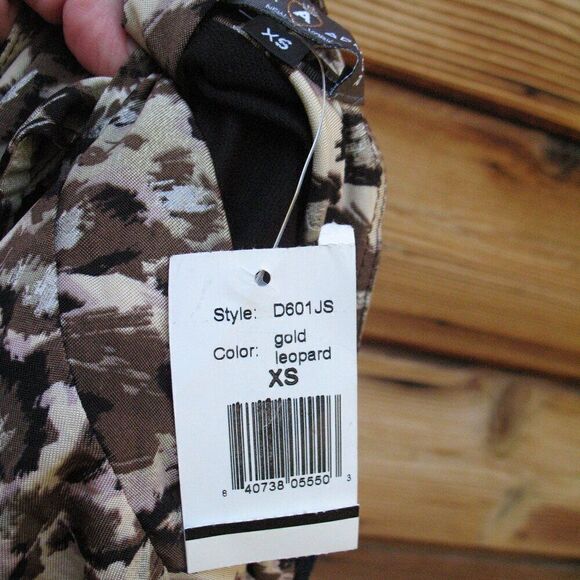 XS
Style: D601JS
Color: gold leopard
XS
8 40738 05550 3